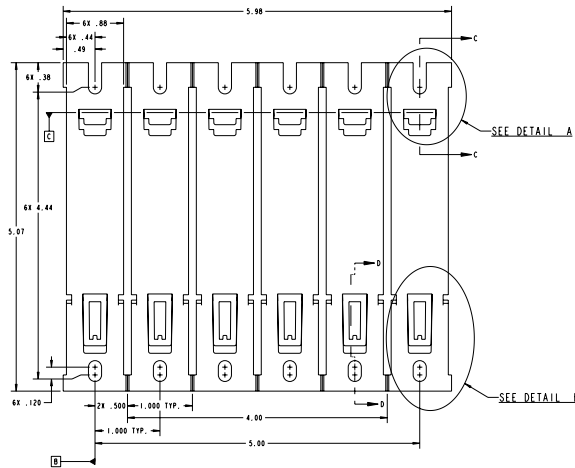 5.98
6X .88
6X .44
.49
C
6X .38
C
SEE DETAIL A
C
6X 4.44
5.07
D
SEE DETAIL
6X .120
2X .500
1.000 TYP.
D
4.00
1.000 TYP.
5.00
B